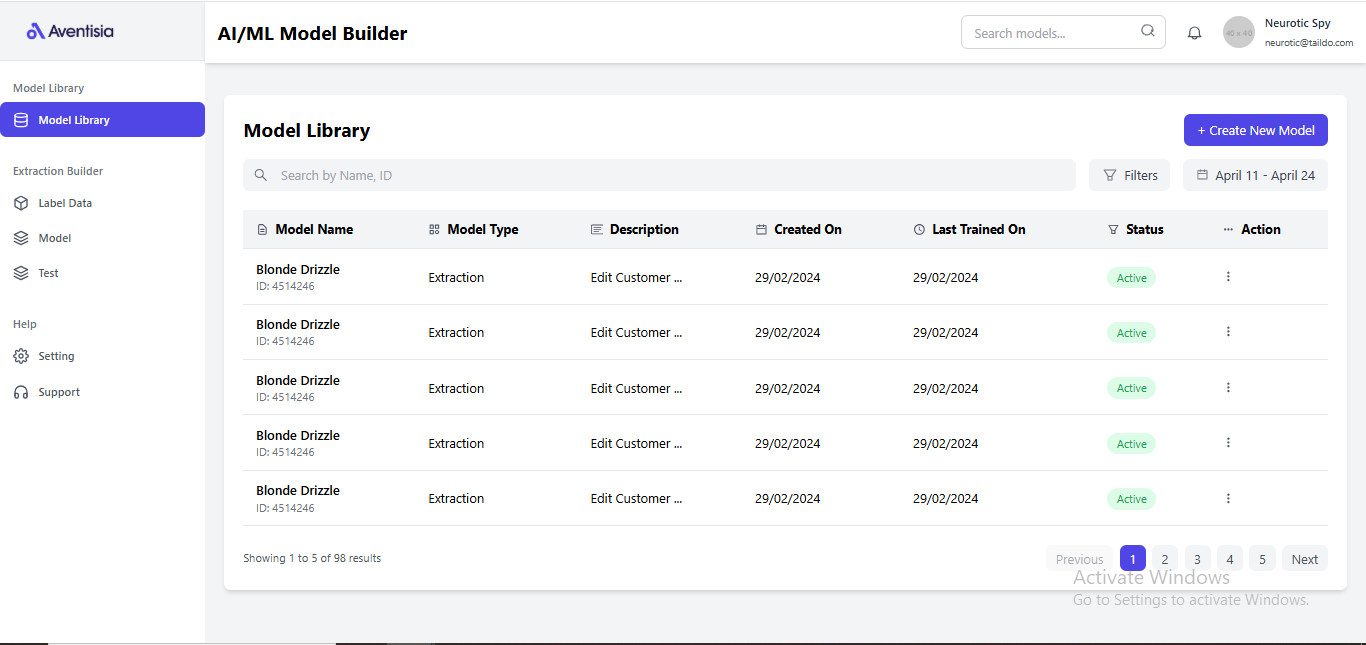 Aventisia
AI/ML Model Builder
Search models...
40 x 40
Neurotic Spy
neurotic@taildo.com
Model Library
Model Library
Extraction Builder
Label Data
Model
Test
Help
Setting
Support
Model Library
+ Create New Model
Search by Name, ID
Filters
April 11 - April 24
Model Name Model Type Description Created On Last Trained On Status Action
Blonde Drizzle
ID: 4514246
Extraction Edit Customer ... 29/02/2024 29/02/2024 Active
Blonde Drizzle
ID: 4514246
Extraction Edit Customer ... 29/02/2024 29/02/2024 Active
Blonde Drizzle
ID: 4514246
Extraction Edit Customer ... 29/02/2024 29/02/2024 Active
Blonde Drizzle
ID: 4514246
Extraction Edit Customer ... 29/02/2024 29/02/2024 Active
Blonde Drizzle
ID: 4514246
Extraction Edit Customer ... 29/02/2024 29/02/2024 Active
Showing 1 to 5 of 98 results
Previous 1 2 3 4 5 Next
Activate Windows
Go to Settings to activate Windows.